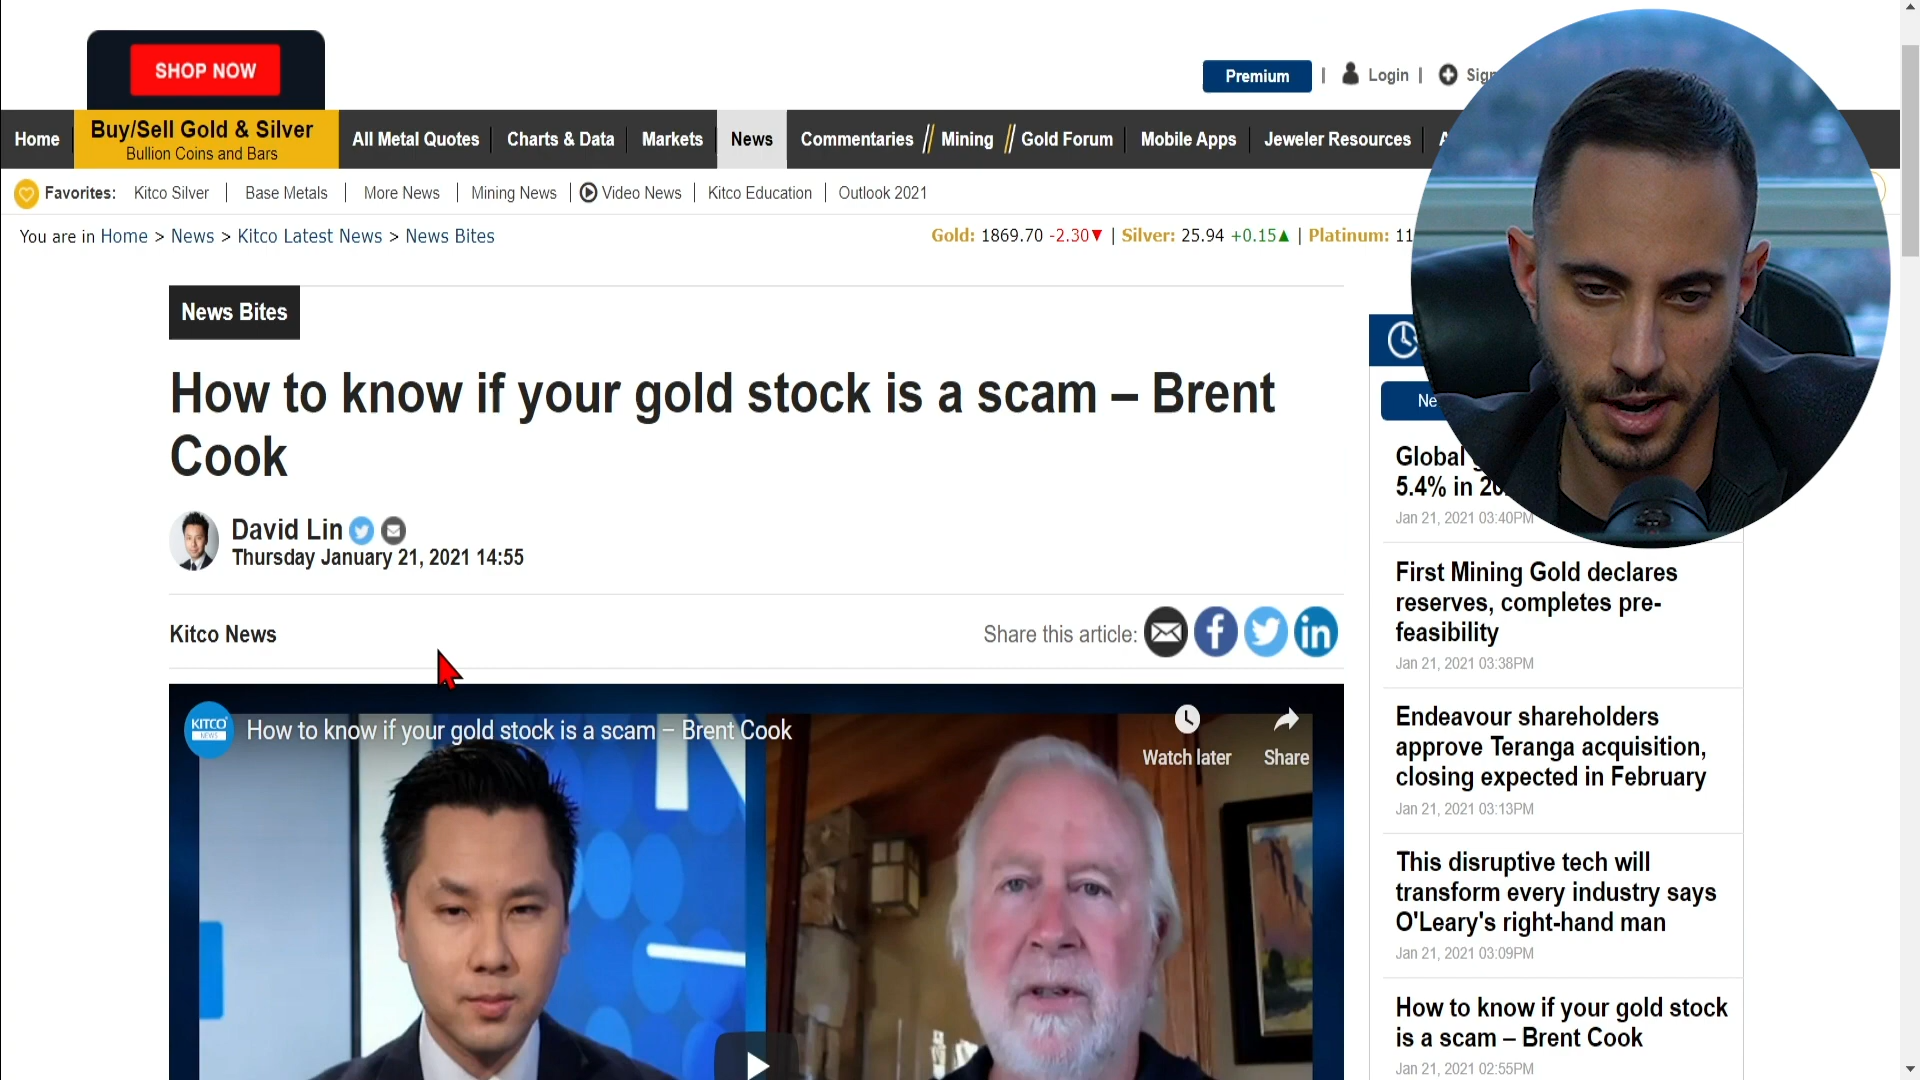 SHOP NOW
Premium | Login |
Home
Buy/Sell Gold & Silver
Bullion Coins and Bars
All Metal Quotes
Charts & Data
Markets
News
Commentaries
Mining
Gold Forum
Mobile Apps
Jeweler Resources
Favorites: Kitco Silver | Base Metals | More News | Mining News | Video News | Kitco Education | Outlook 2021
You are in Home > News > Kitco Latest News > News Bites
Gold: 1869.70 -2.30▼ | Silver: 25.94 +0.15▲ | Platinum: 11
News Bites
How to know if your gold stock is a scam – Brent
Cook
David Lin
Thursday January 21, 2021 14:55
Kitco News
Share this article:
KITCO
NEWS
How to know if your gold stock is a scam – Brent Cook
Watch later
Share
Global
5.4% in
Jan 21, 2021 03:40PM
First Mining Gold declares
reserves, completes pre-
feasibility
Jan 21, 2021 03:38PM
Endeavour shareholders
approve Teranga acquisition,
closing expected in February
Jan 21, 2021 03:13PM
This disruptive tech will
transform every industry says
O'Leary's right-hand man
Jan 21, 2021 03:09PM
How to know if your gold stock
is a scam – Brent Cook
Jan 21, 2021 02:55PM